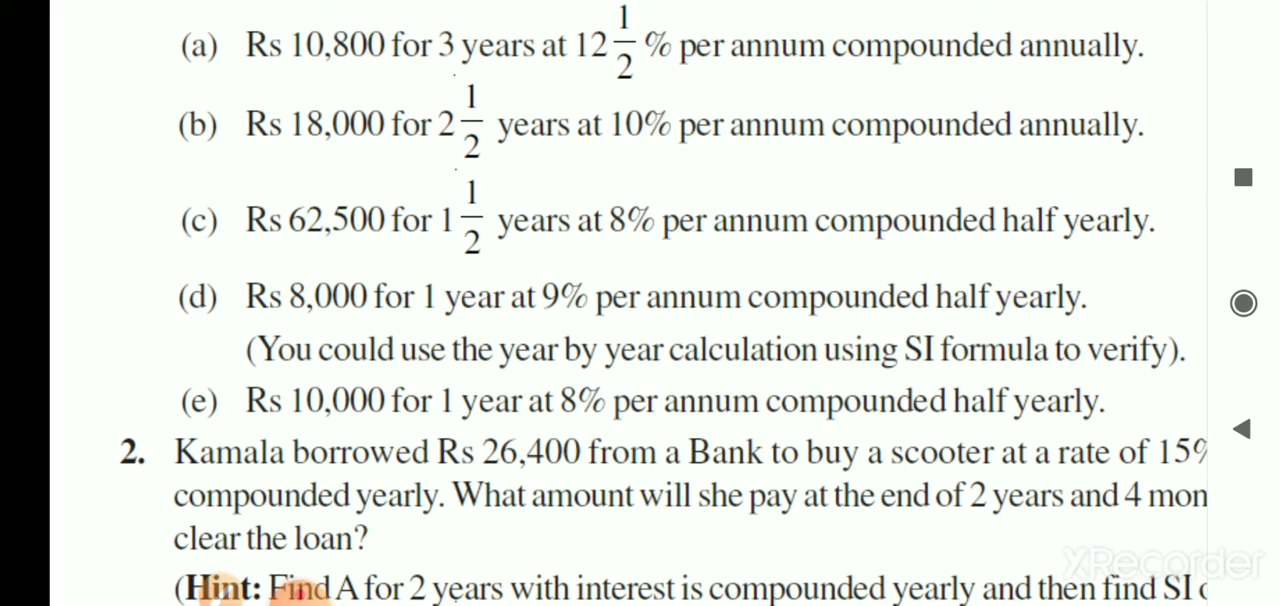 (a) Rs 10,800 for 3 years at 12 1/2 % per annum compounded annually.
(b) Rs 18,000 for 2 1/2 years at 10% per annum compounded annually.
(c) Rs 62,500 for 1 1/2 years at 8% per annum compounded half yearly.
(d) Rs 8,000 for 1 year at 9% per annum compounded half yearly.
(You could use the year by year calculation using SI formula to verify).
(e) Rs 10,000 for 1 year at 8% per annum compounded half yearly.
2. Kamala borrowed Rs 26,400 from a Bank to buy a scooter at a rate of 15%
compounded yearly. What amount will she pay at the end of 2 years and 4 mon
clear the loan?
XRecorder
(Hint: Find A for 2 years with interest is compounded yearly and then find SI